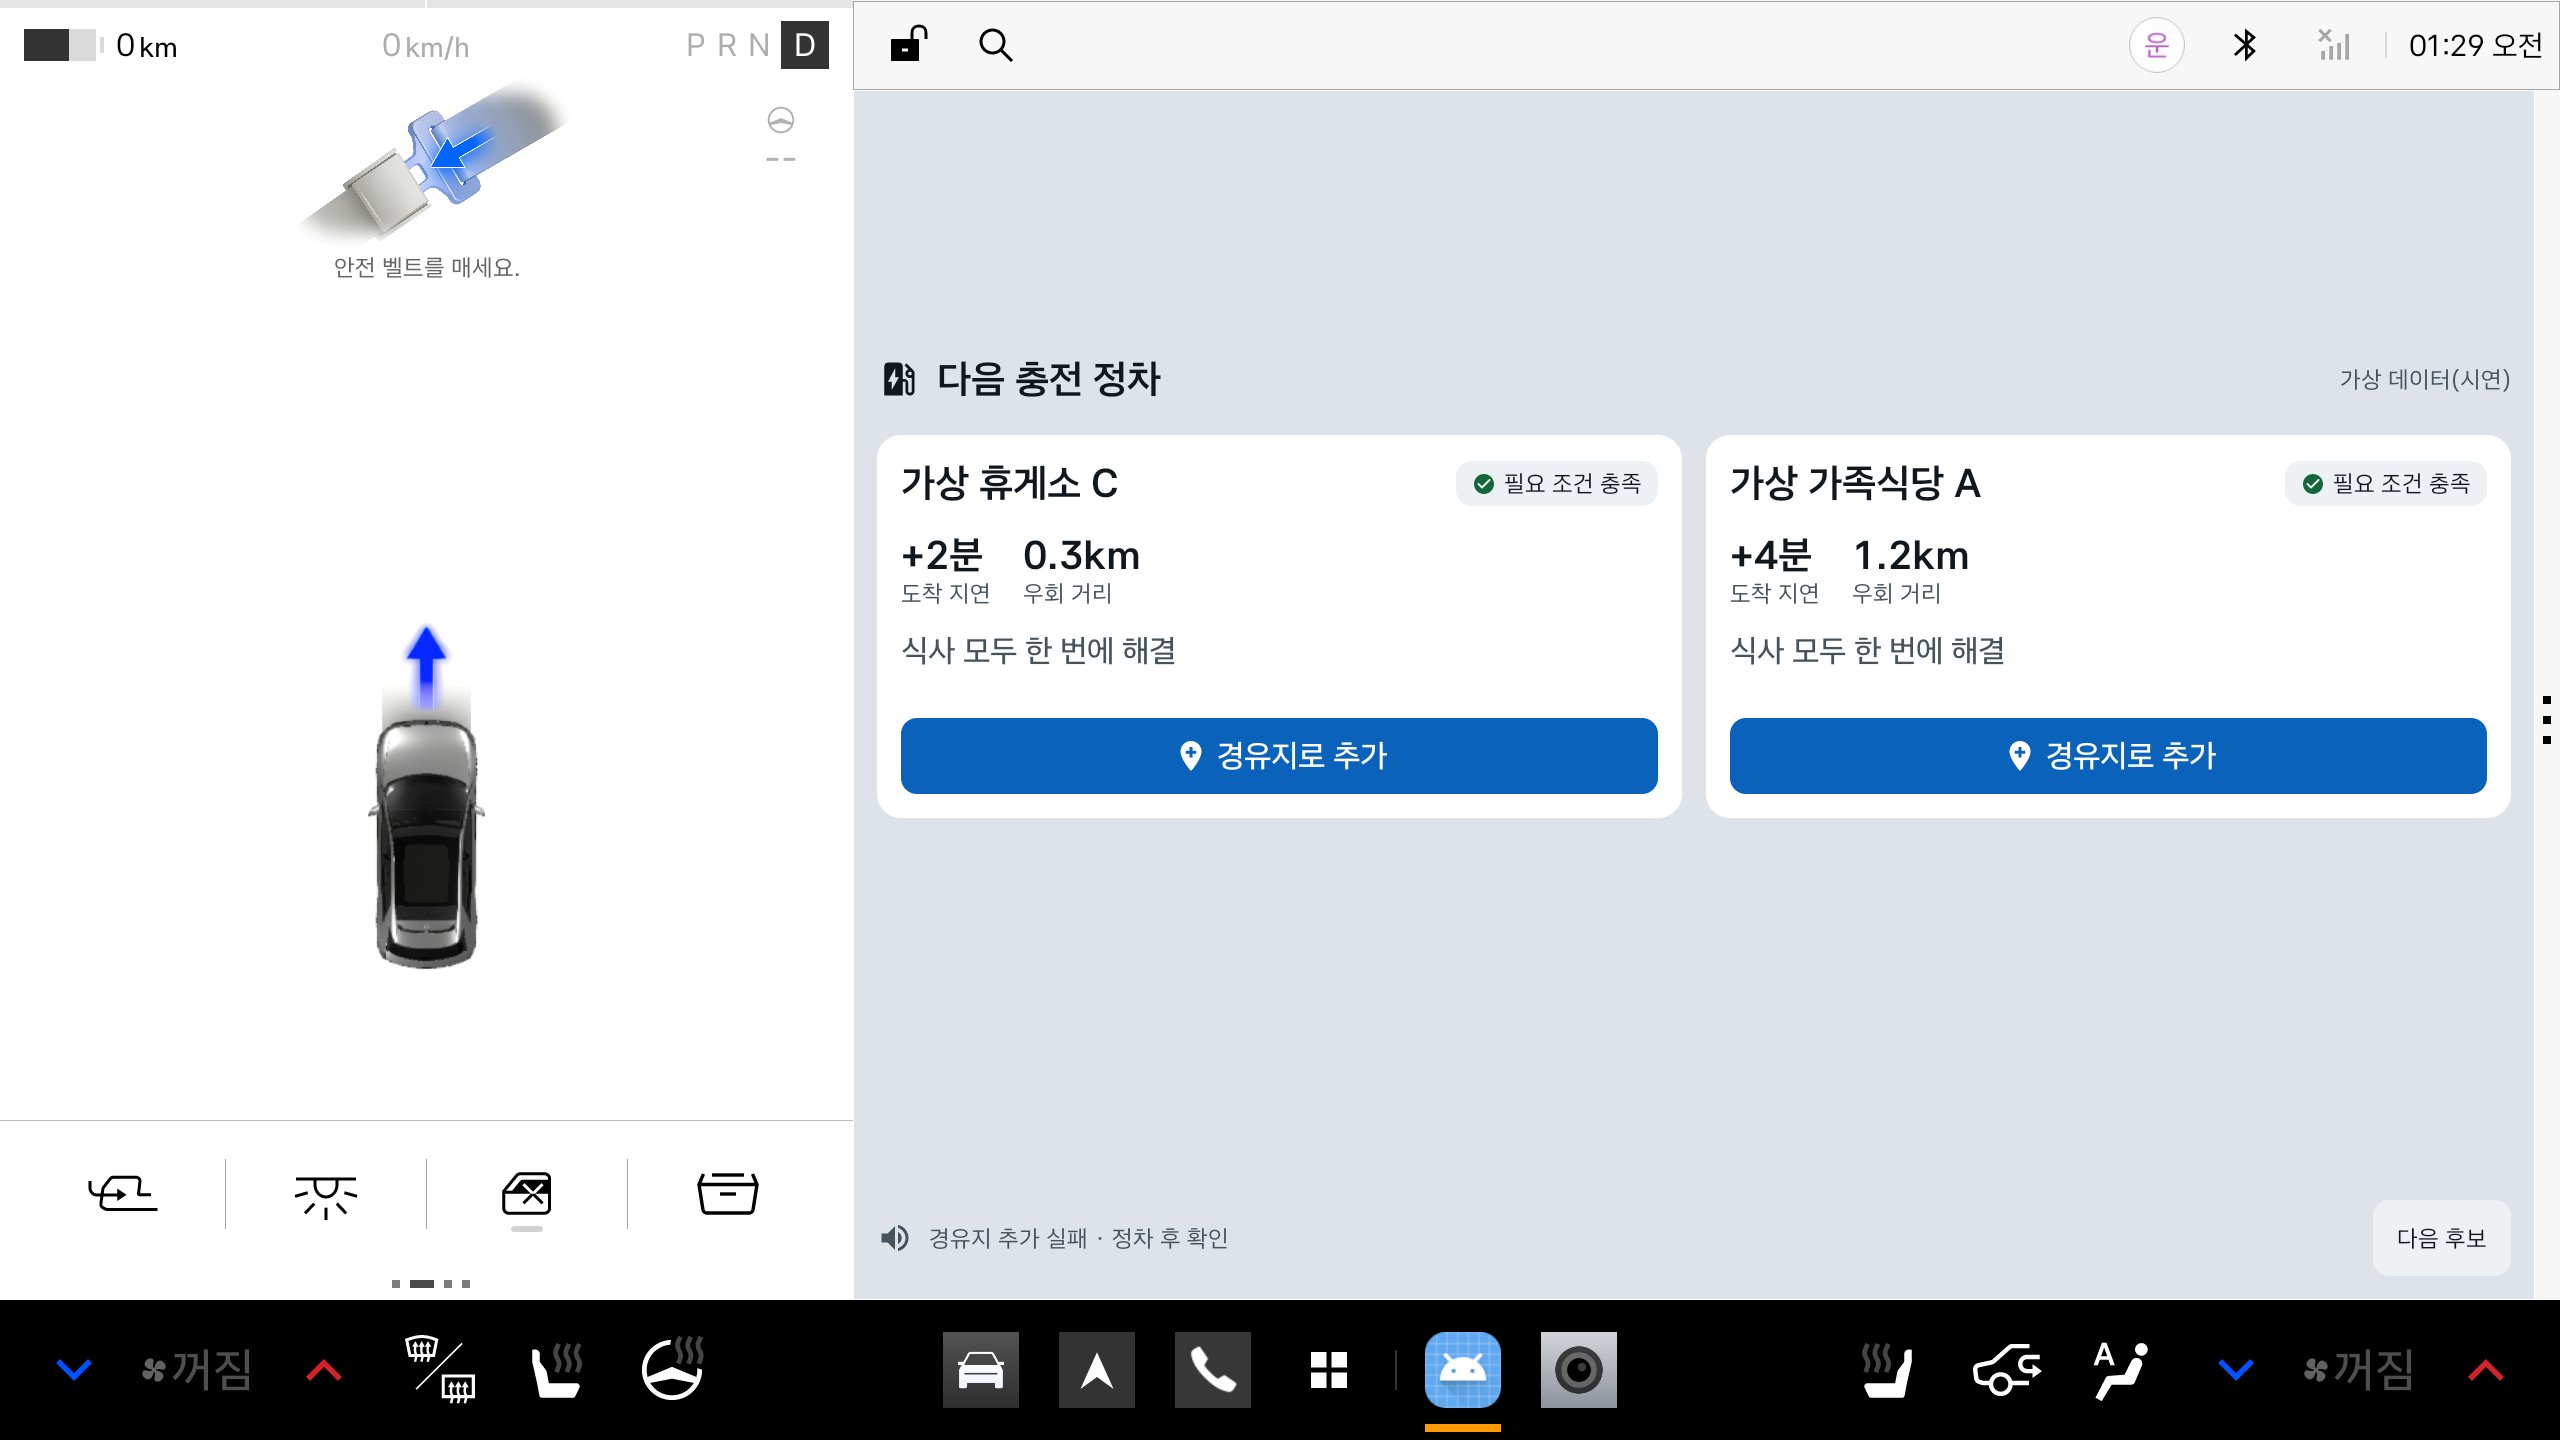 0 km
0 km/h
P R N D
01:29 오전
운
안전 벨트를 매세요.
--
다음 충전 정차
가상 데이터(시연)
가상 휴게소 C
필요 조건 충족
+2분 0.3km
도착 지연 우회 거리
식사 모두 한 번에 해결
경유지로 추가
가상 가족식당 A
필요 조건 충족
+4분 1.2km
도착 지연 우회 거리
식사 모두 한 번에 해결
경유지로 추가
경유지 추가 실패 · 정차 후 확인
다음 후보
꺼짐
A
꺼짐